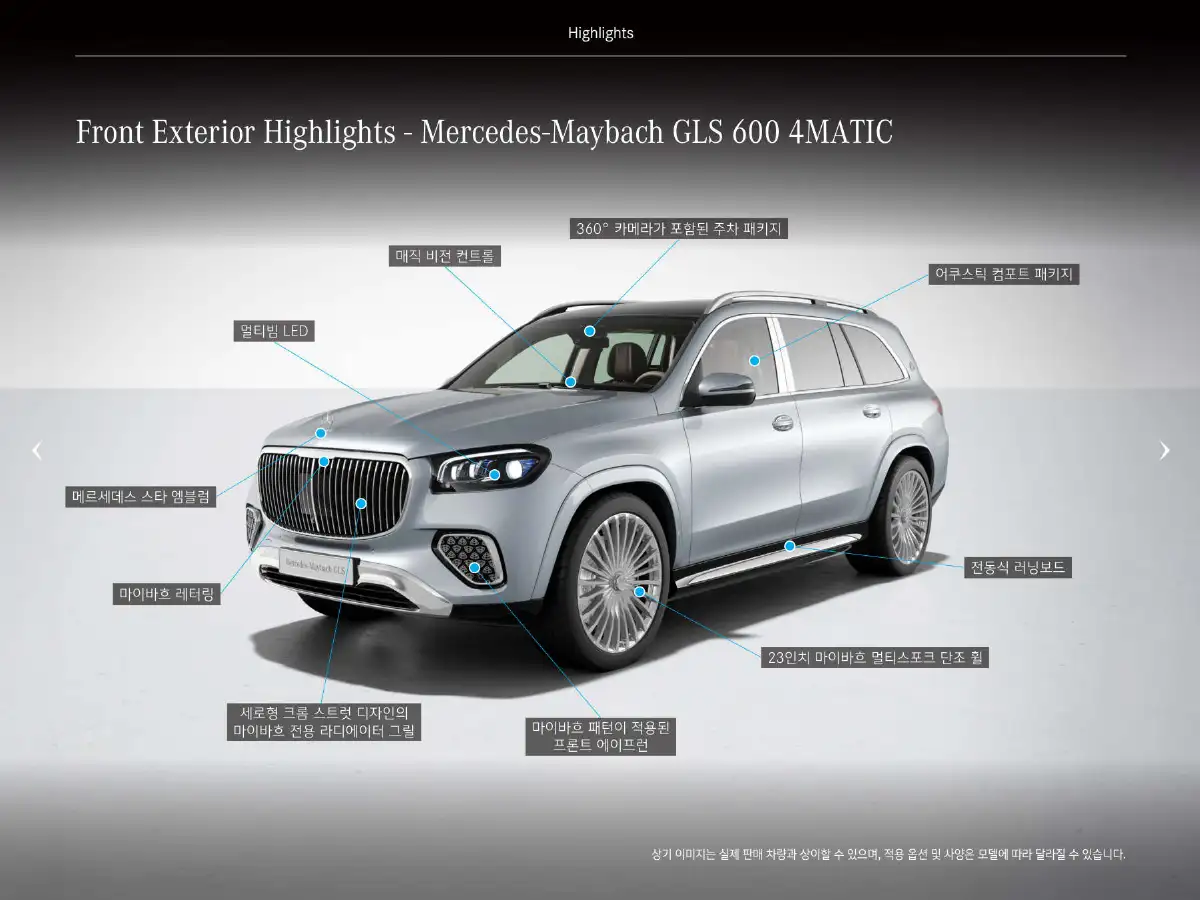 Highlights
Front Exterior Highlights - Mercedes-Maybach GLS 600 4MATIC
360° 카메라가 포함된 주차 패키지
매직 비전 컨트롤
어쿠스틱 컴포트 패키지
멀티빔 LED
메르세데스 스타 엠블럼
전동식 러닝보드
마이바흐 레터링
23인치 마이바흐 멀티스포크 단조 휠
세로형 크롬 스트럿 디자인의
마이바흐 전용 라디에이터 그릴
마이바흐 패턴이 적용된
프론트 에이프런
Mercedes-Maybach GLS
상기 이미지는 실제 판매 차량과 상이할 수 있으며, 적용 옵션 및 사양은 모델에 따라 달라질 수 있습니다.